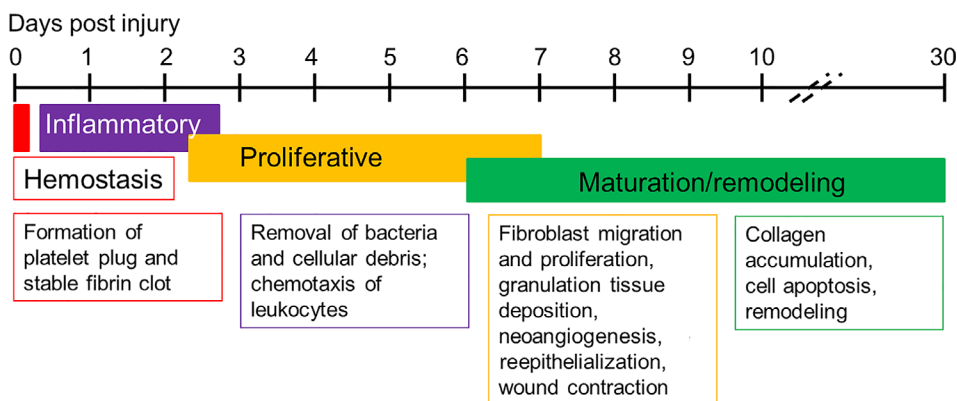 Days post injury
0 1 2 3 4 5 6 7 8 9 10 30
Inflammatory
Proliferative
Hemostasis
Maturation/remodeling
Formation of
platelet plug and
stable fibrin clot
Removal of bacteria
and cellular debris;
chemotaxis of
leukocytes
Fibroblast migration
and proliferation,
granulation tissue
deposition,
neoangiogenesis,
reepithelialization,
wound contraction
Collagen
accumulation,
cell apoptosis,
remodeling